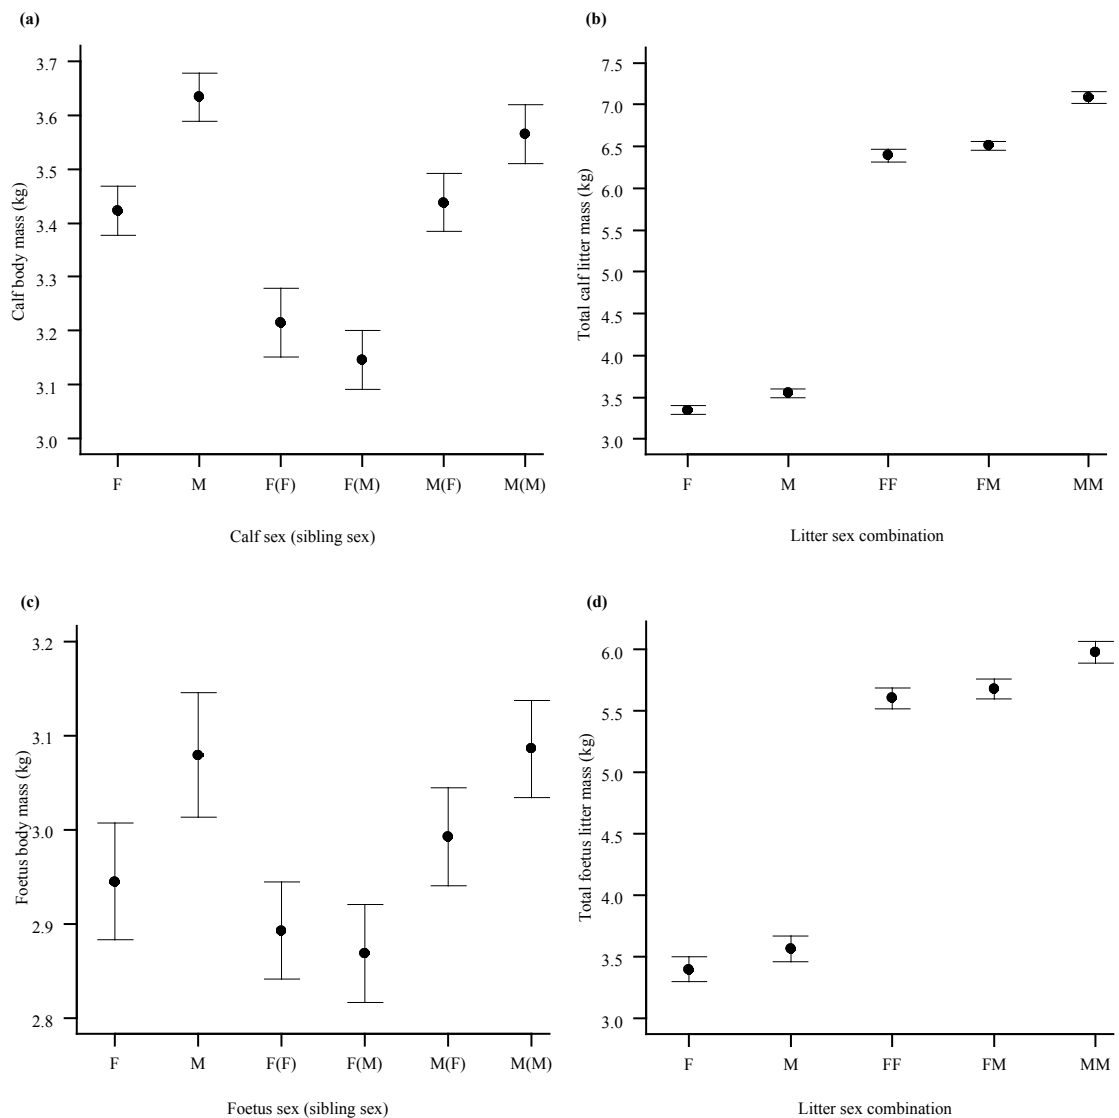 (a)
3.7
3.6
3.5
3.4
3.3
3.2
3.1
3.0
Calf body mass (kg)
F M F(F) F(M) M(F) M(M)
Calf sex (sibling sex)
(b)
7.5
7.0
6.5
6.0
5.5
5.0
4.5
4.0
3.5
3.0
Total calf litter mass (kg)
F M FF FM MM
Litter sex combination
(c)
3.2
3.1
3.0
2.9
2.8
Foetus body mass (kg)
F M F(F) F(M) M(F) M(M)
Foetus sex (sibling sex)
(d)
6.0
5.5
5.0
4.5
4.0
3.5
3.0
Total foetus litter mass (kg)
F M FF FM MM
Litter sex combination